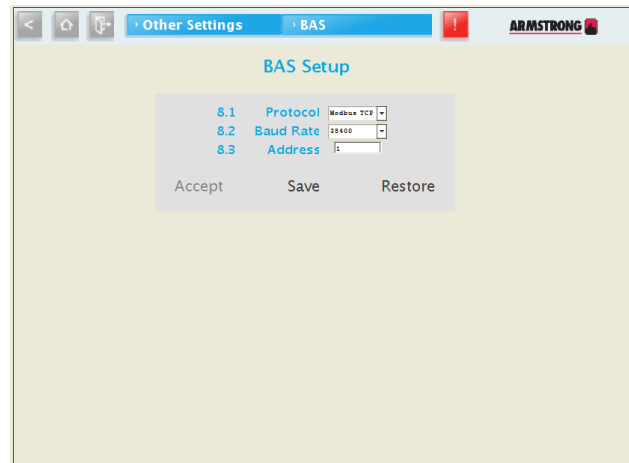 < › Other Settings › BAS ! ARMSTRONG
BAS Setup
8.1 Protocol Modbus TCP
8.2 Baud Rate 38400
8.3 Address 1
Accept Save Restore